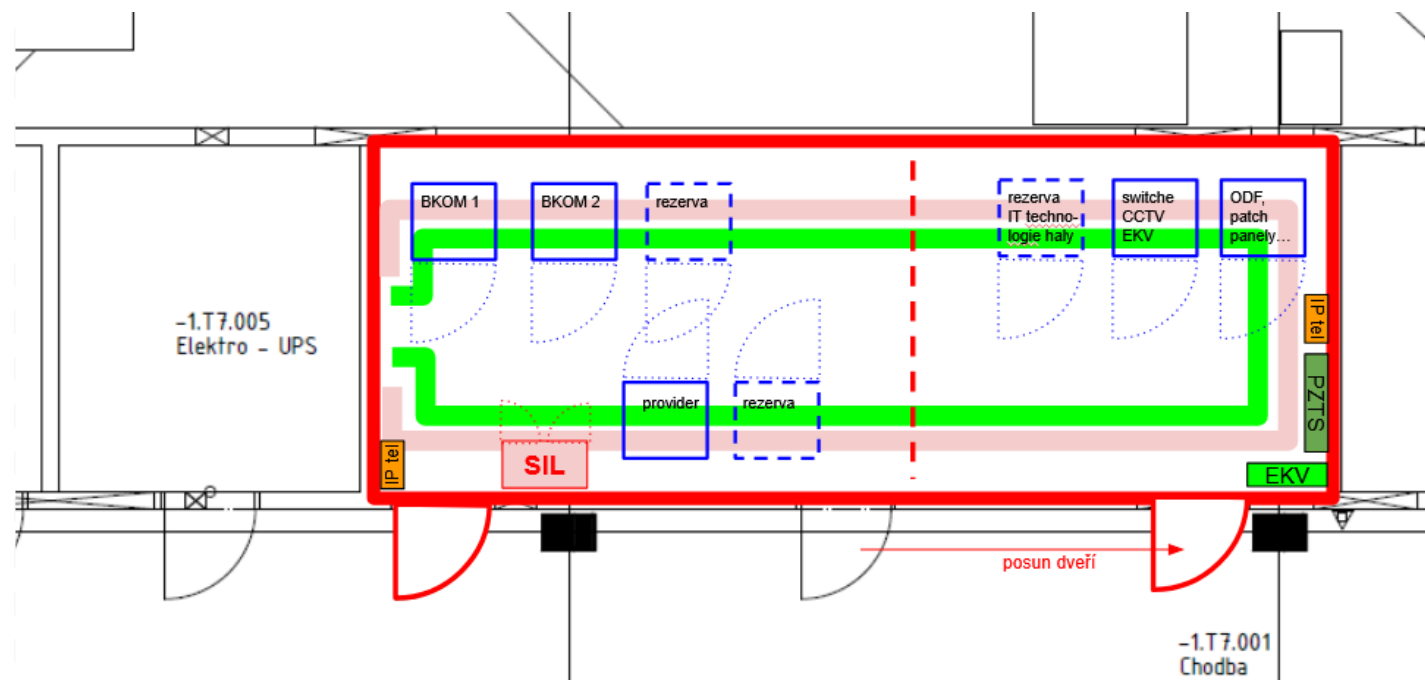 BKOM 1
BKOM 2
rezerva
rezerva
IT techno-
logie haly
switche
CCTV
EKV
ODF,
patch
panely...
-1.T7.005
Elektro - UPS
IP tel
PZTS
provider
rezerva
IP tel
SIL
EKV
posun dveří
-1.T7.001
Chodba